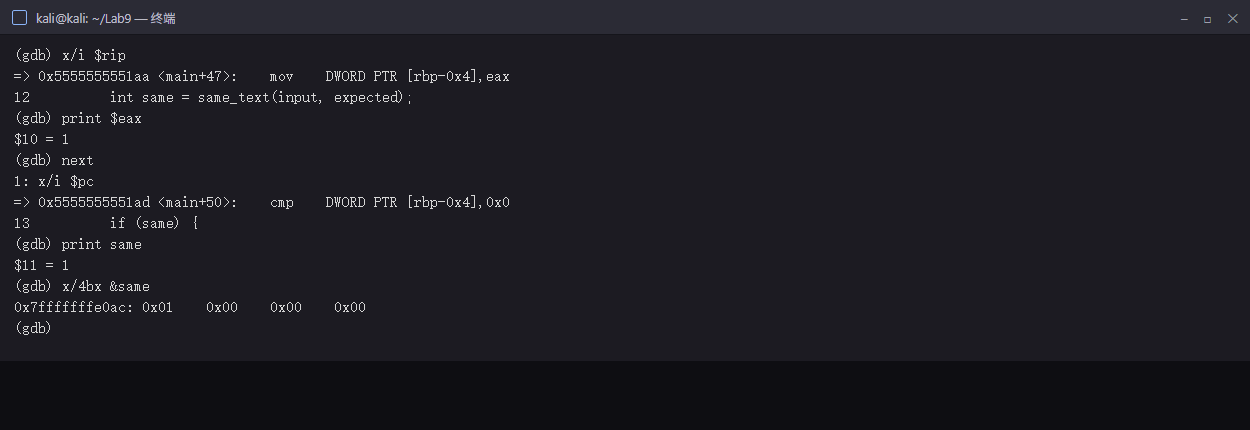 kali@kali: ~/Lab9 — 终端
(gdb) x/i $rip
=> 0x5555555551aa <main+47>:    mov    DWORD PTR [rbp-0x4],eax
12          int same = same_text(input, expected);
(gdb) print $eax
$10 = 1
(gdb) next
1: x/i $pc
=> 0x5555555551ad <main+50>:    cmp    DWORD PTR [rbp-0x4],0x0
13          if (same) {
(gdb) print same
$11 = 1
(gdb) x/4bx &same
0x7fffffffe0ac: 0x01    0x00    0x00    0x00
(gdb)